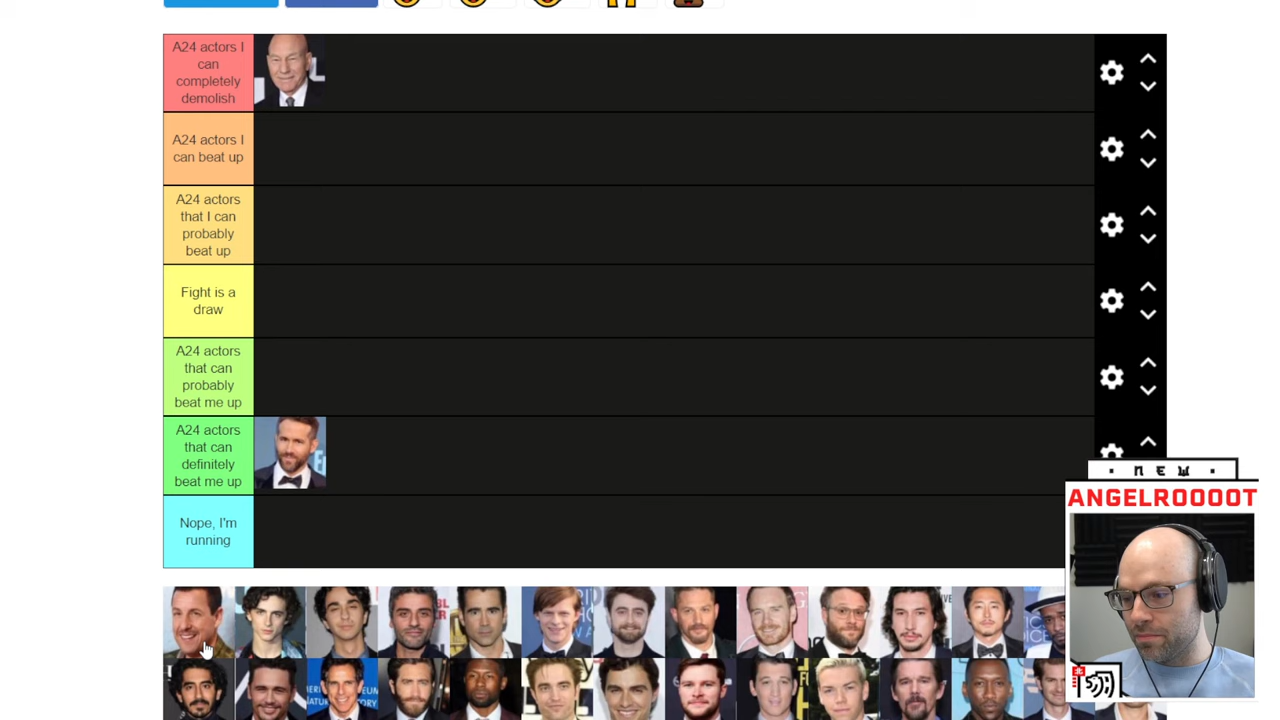 A24 actors I
can
completely
demolish
A24 actors I
can beat up
A24 actors
that I can
probably
beat up
Fight is a
draw
A24 actors
that can
probably
beat me up
A24 actors
that can
definitely
beat me up
Nope, I'm
running
· NEW ·
ANGELROOOOT